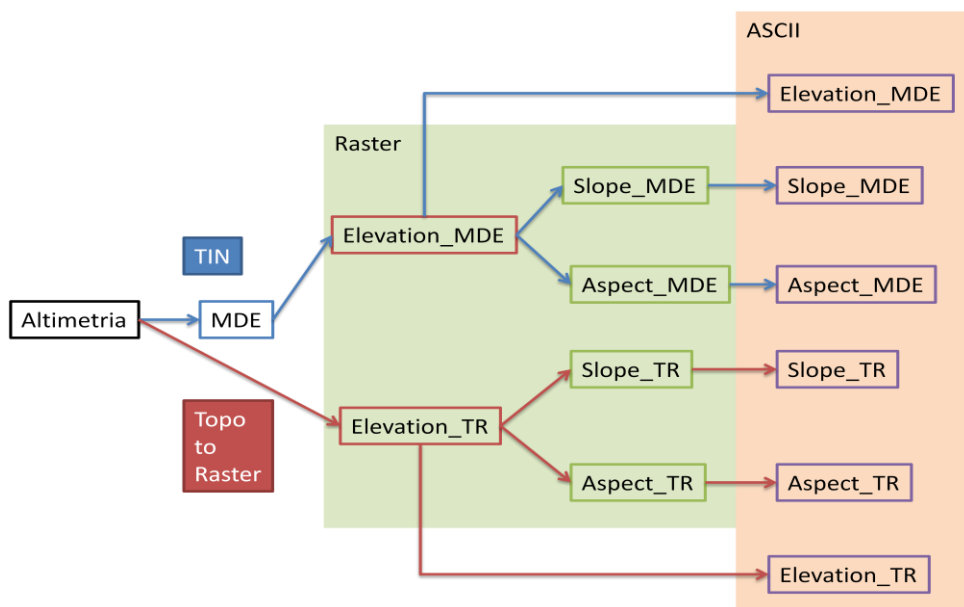 ASCII
Elevation_MDE
Raster
Slope_MDE
Slope_MDE
Elevation_MDE
TIN
Aspect_MDE
Aspect_MDE
Altimetria
MDE
Slope_TR
Slope_TR
Topo
to
Raster
Elevation_TR
Aspect_TR
Aspect_TR
Elevation_TR